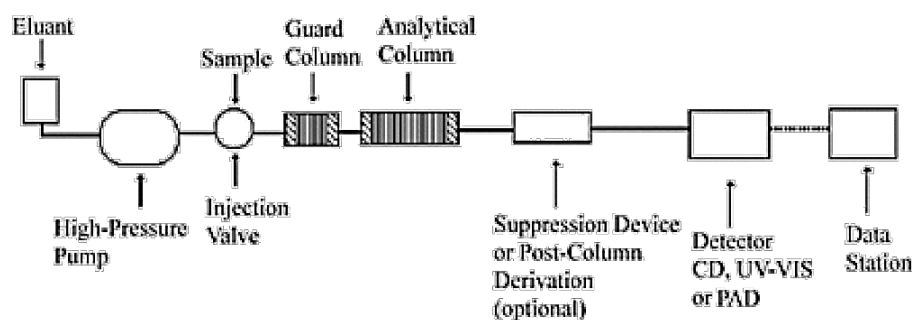 Eluant
Sample
Guard
Column
Analytical
Column
High-Pressure
Pump
Injection
Valve
Suppression Device
or Post-Column
Derivation
(optional)
Detector
CD, UV-VIS
or PAD
Data
Station